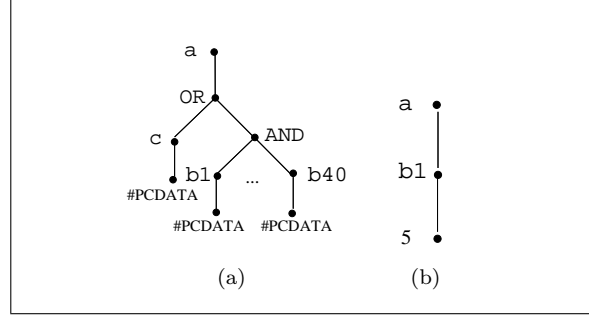 a
OR
c
AND
b1
...
b40
#PCDATA
#PCDATA
#PCDATA
(a)
a
b1
5
(b)